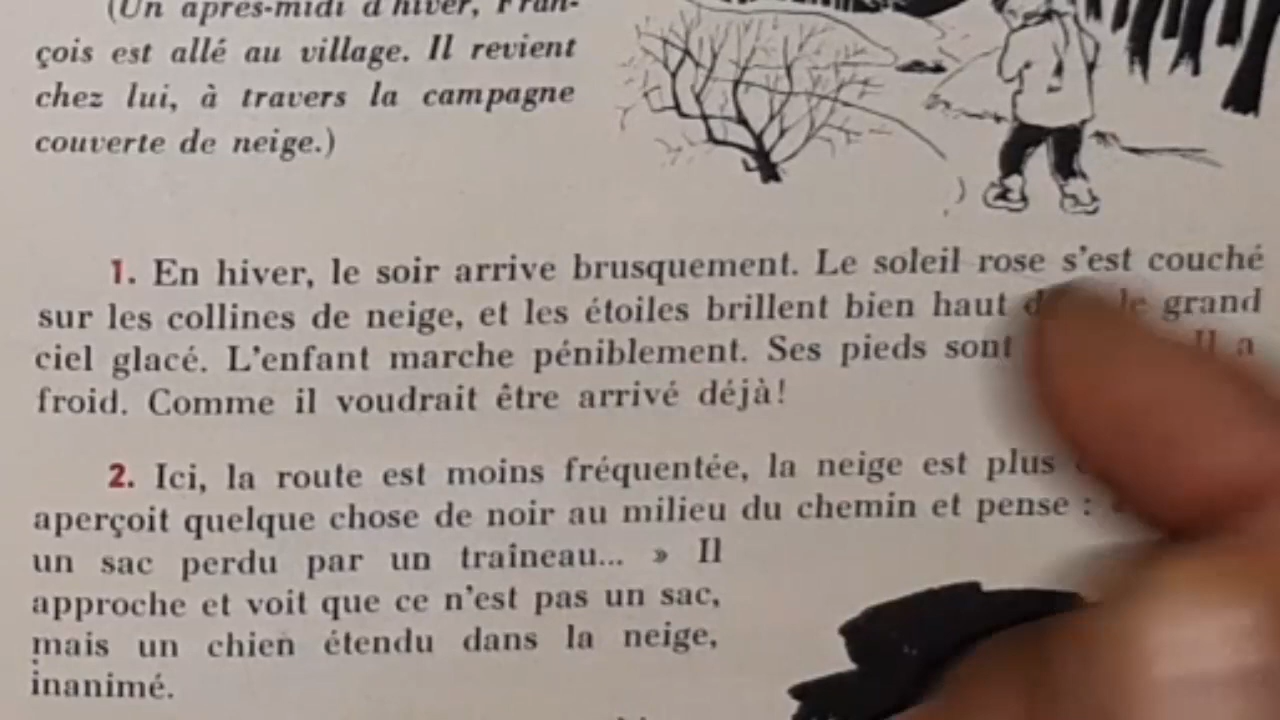 (Un après-midi d'hiver, Fran-
çois est allé au village. Il revient
chez lui, à travers la campagne
couverte de neige.)
1. En hiver, le soir arrive brusquement. Le soleil rose s'est couché
sur les collines de neige, et les étoiles brillent bien haut le grand
ciel glacé. L'enfant marche péniblement. Ses pieds sont Il a
froid. Comme il voudrait être arrivé déjà!
2. Ici, la route est moins fréquentée, la neige est plus
aperçoit quelque chose de noir au milieu du chemin et pense :
un sac perdu par un traîneau... » Il
approche et voit que ce n'est pas un sac,
mais un chien étendu dans la neige,
inanimé.